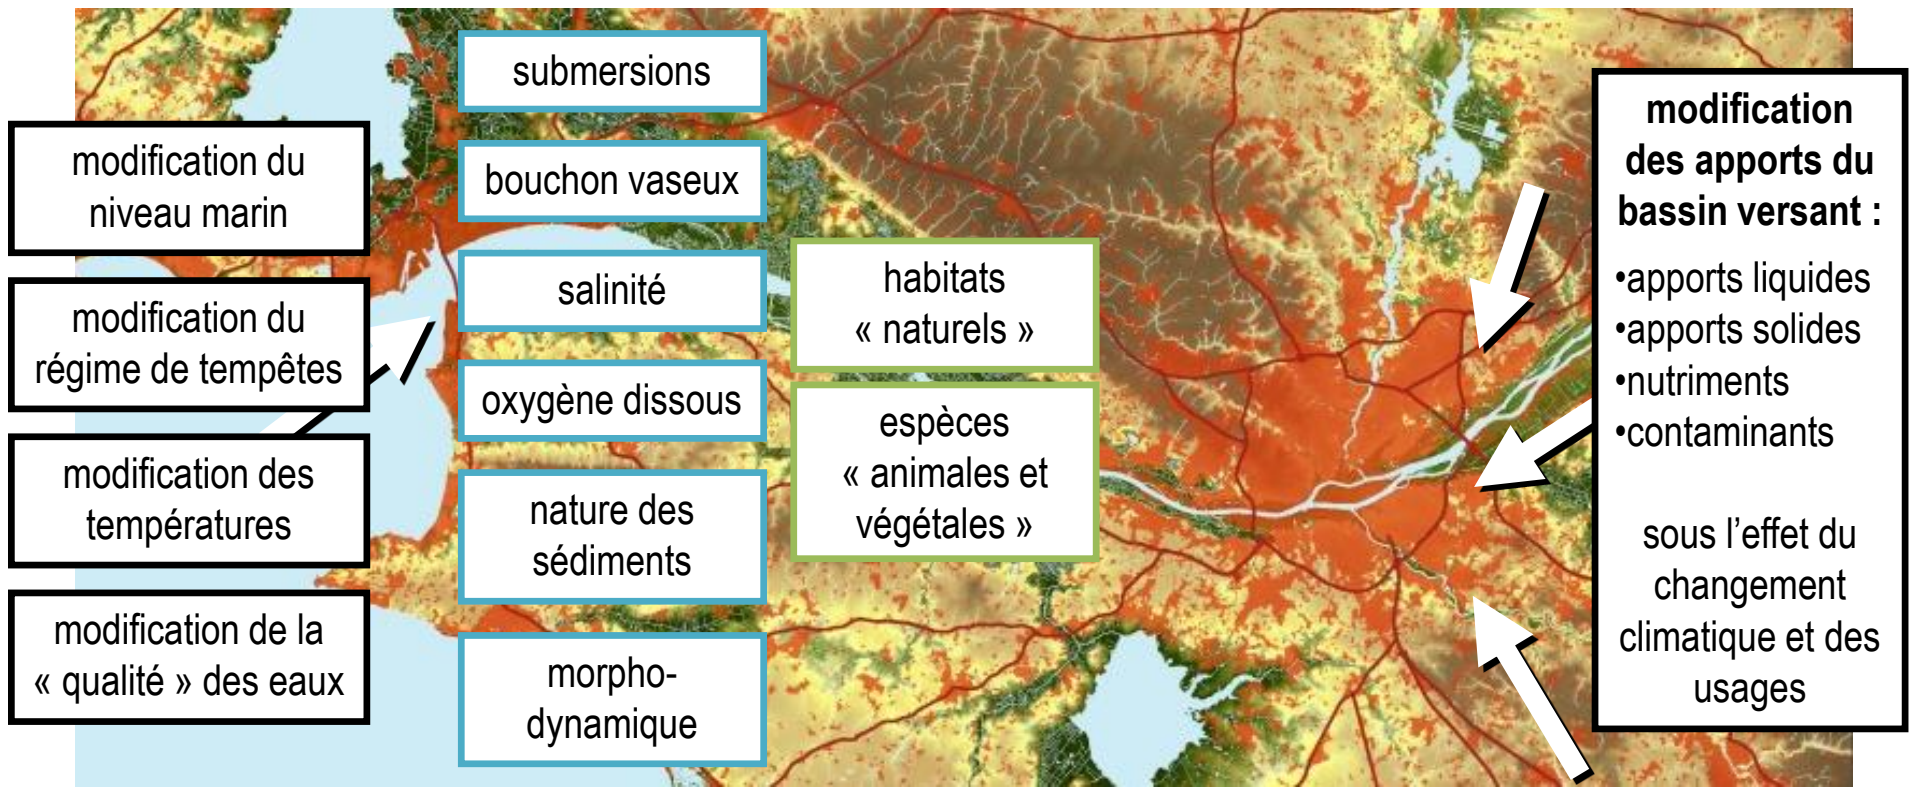 modification du
niveau marin
modification du
régime de tempêtes
modification des
températures
modification de la
« qualité » des eaux
submersions
bouchon vaseux
salinité
oxygène dissous
nature des
sédiments
morpho-
dynamique
habitats
« naturels »
espèces
« animales et
végétales »
modification
des apports du
bassin versant :
•apports liquides
•apports solides
•nutriments
•contaminants
sous l’effet du
changement
climatique et des
usages